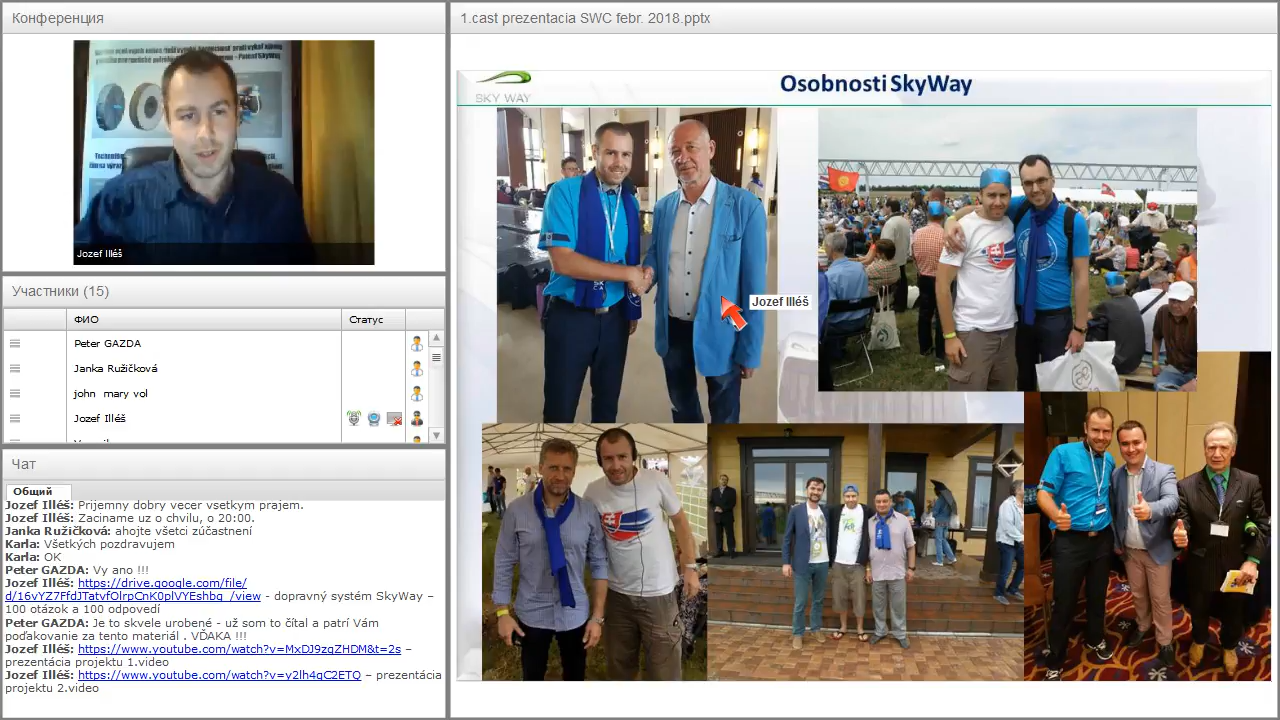 Конференция
Jozef Illéš
Участники (15)
ФИО
Статус
Peter GAZDA
Janka Ružičková
john mary vol
Jozef Illéš
Чат
Общий
Jozef Illéš: Prijemny dobry vecer vsetkym prajem.
Jozef Illéš: Zaciname uz o chvilu, o 20:00.
Janka Ružičková: ahojte všetci zúčastnení
Karla: Všetkých pozdravujem
Karla: OK
Peter GAZDA: Vy ano !!!
Jozef Illéš: https://drive.google.com/file/
- dopravný systém SkyWay –
100 otázok a 100 odpovedí
Peter GAZDA: Je to skvele urobené - už som to čítal a patrí Vám
poďakovanie za tento materiál . VĎAKA !!!
Jozef Illéš: https://www.youtube.com/watch?v=MxDJ9zqZHDM&t=2s –
prezentácia projektu 1.video
Jozef Illéš: https://www.youtube.com/watch?v=y2lh4qC2ETQ – prezentácia
projektu 2.video
1.cast prezentacia SWC febr. 2018.pptx
SKY WAY
Osobnosti SkyWay
Jozef Illéš